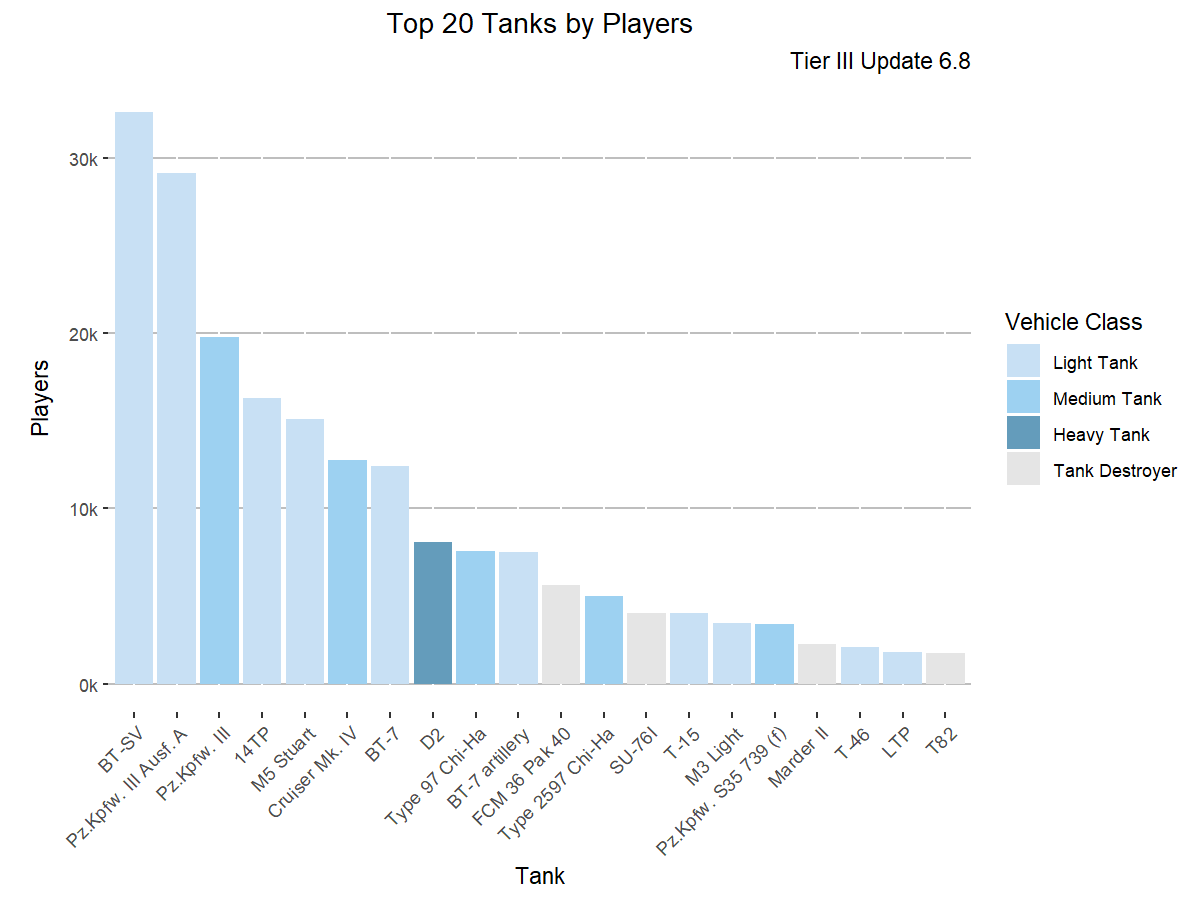 Top 20 Tanks by Players
Tier III Update 6.8
Players
30k
20k
10k
0k
BT-SV
Pz.Kpfw. III Ausf. A
Pz.Kpfw. III
14TP
M5 Stuart
Cruiser Mk. IV
BT-7
D2
Type 97 Chi-Ha
BT-7 artillery
FCM 36 Pak 40
Type 2597 Chi-Ha
SU-76I
T-15
M3 Light
Pz.Kpfw. S35 739 (f)
Marder II
T-46
LTP
T82
Tank
Vehicle Class
Light Tank
Medium Tank
Heavy Tank
Tank Destroyer